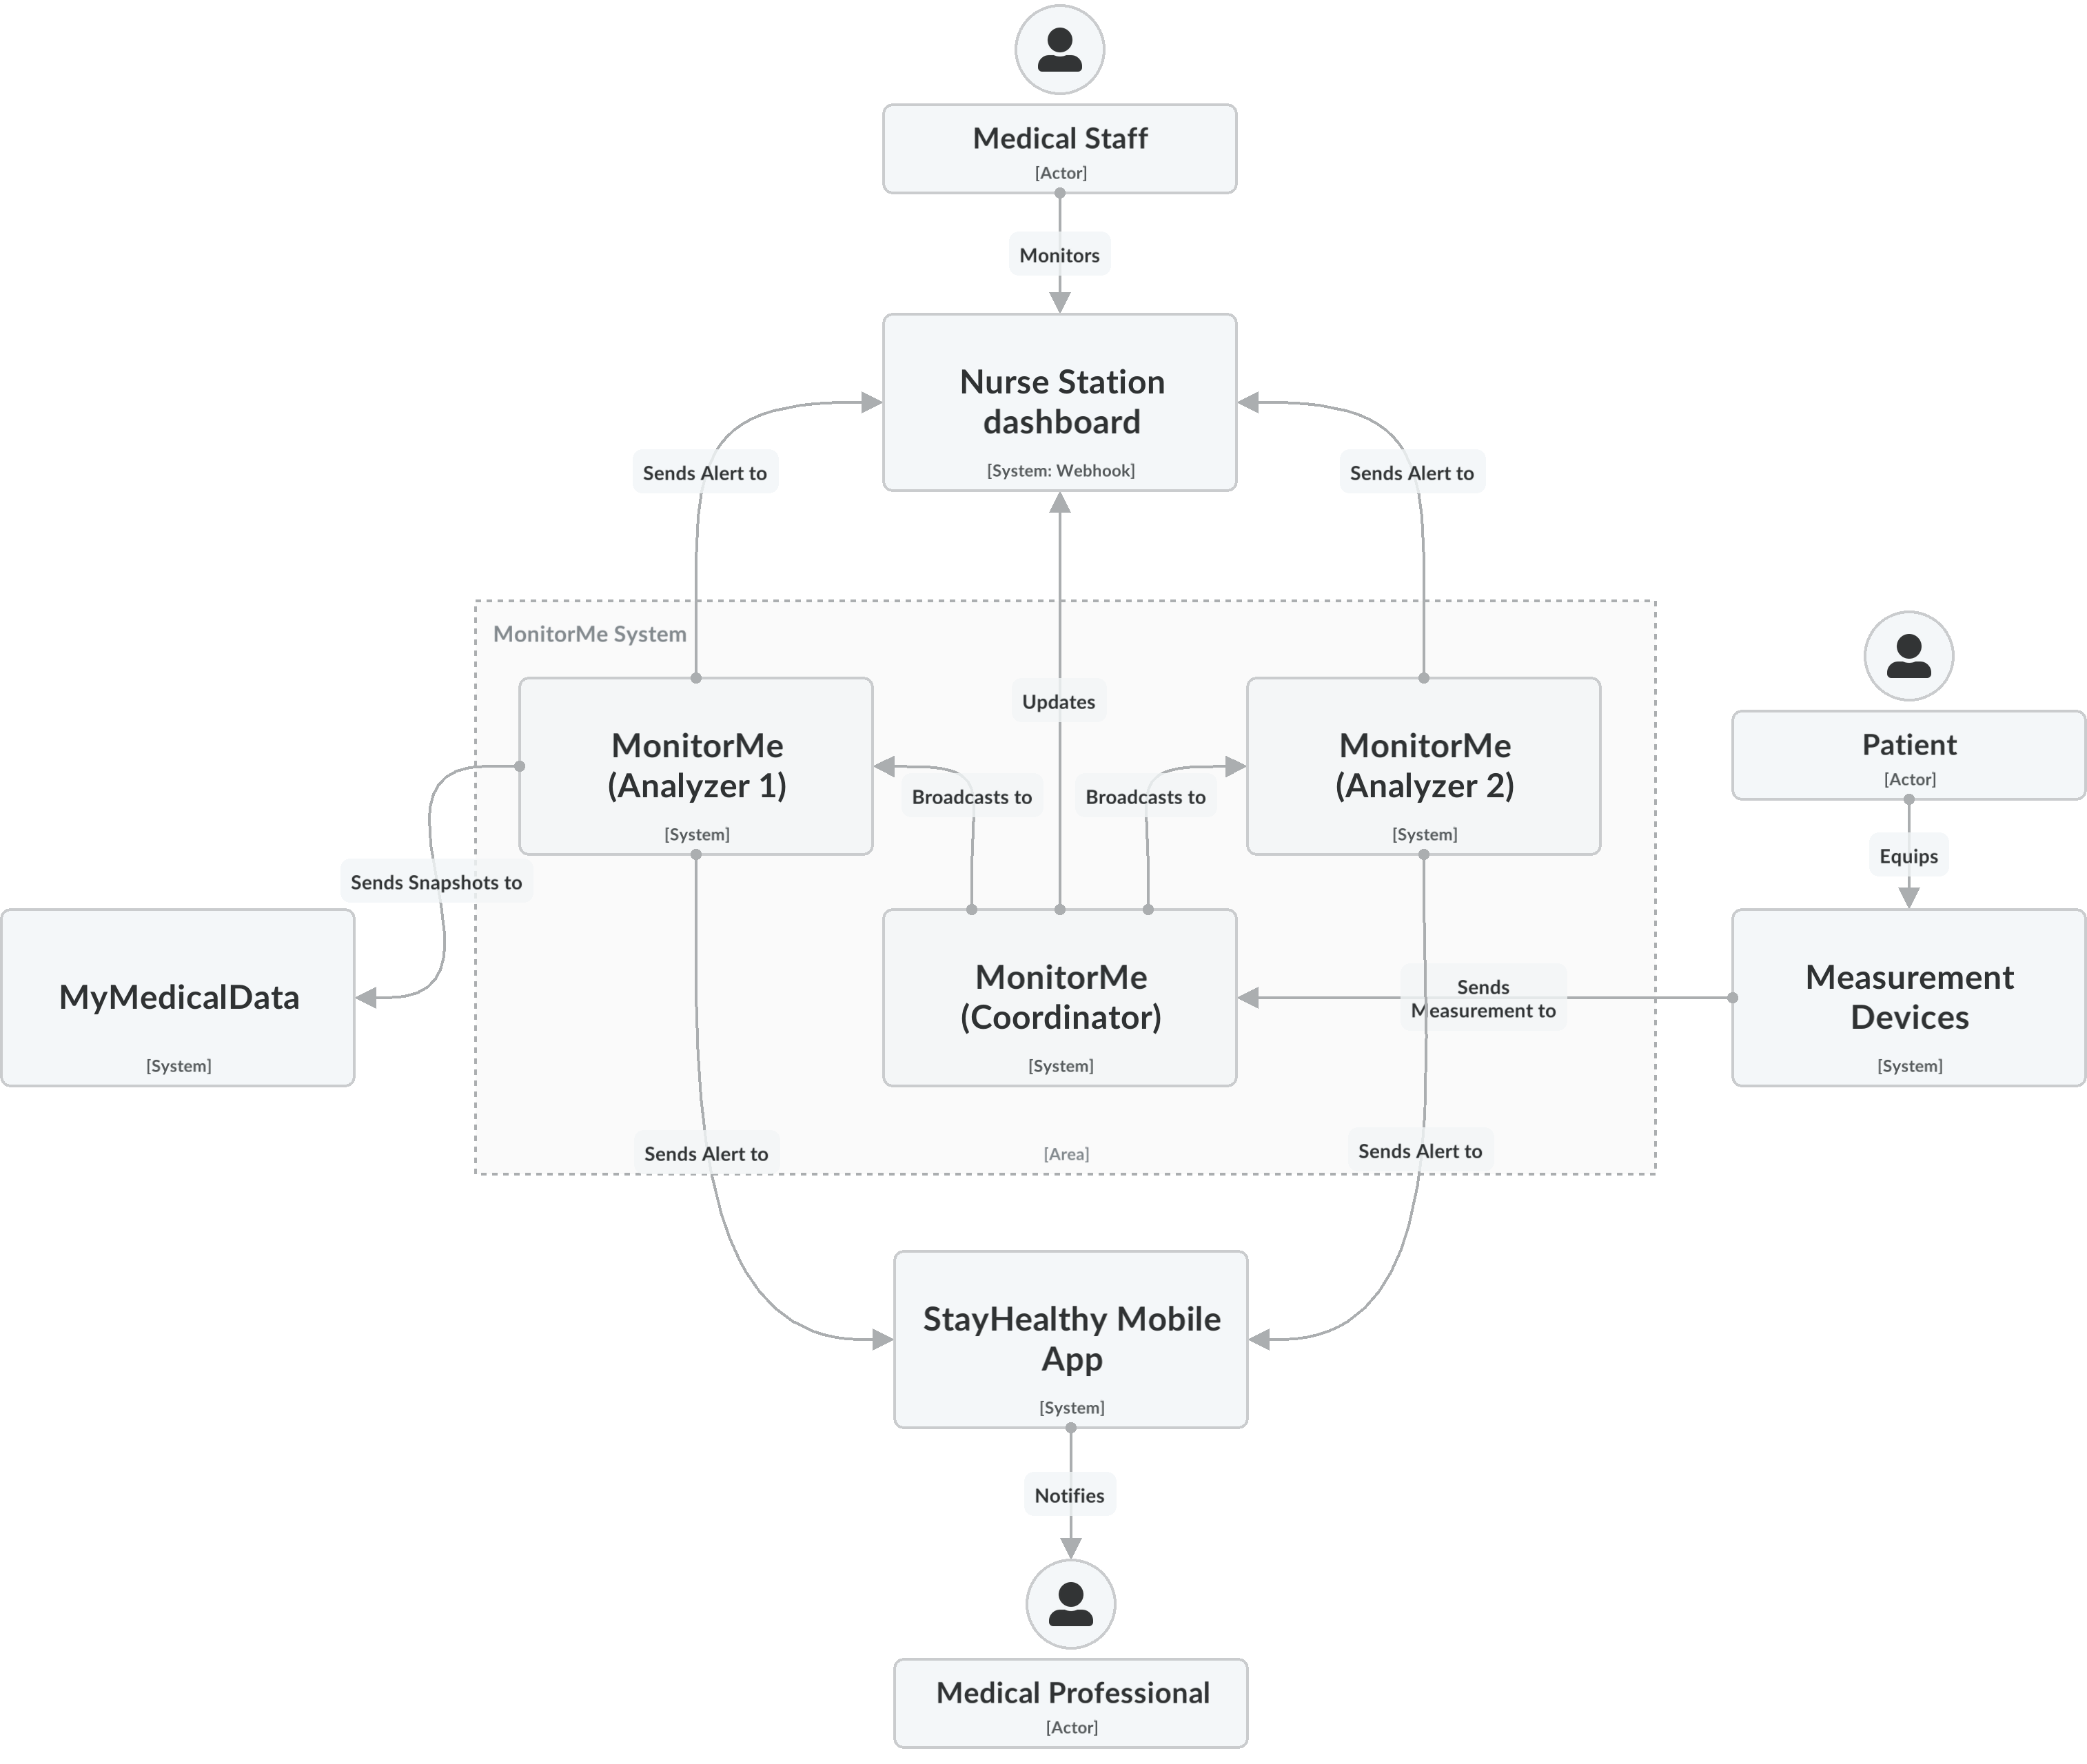 Medical Staff
[Actor]
Monitors
Nurse Station
dashboard
[System: Webhook]
Sends Alert to
Sends Alert to
MonitorMe System
Updates
MonitorMe
(Analyzer 1)
[System]
Broadcasts to
Broadcasts to
MonitorMe
(Analyzer 2)
[System]
Patient
[Actor]
Equips
Sends Snapshots to
MyMedicalData
[System]
MonitorMe
(Coordinator)
[System]
Sends
Measurement to
Measurement
Devices
[System]
Sends Alert to
[Area]
Sends Alert to
StayHealthy Mobile
App
[System]
Notifies
Medical Professional
[Actor]